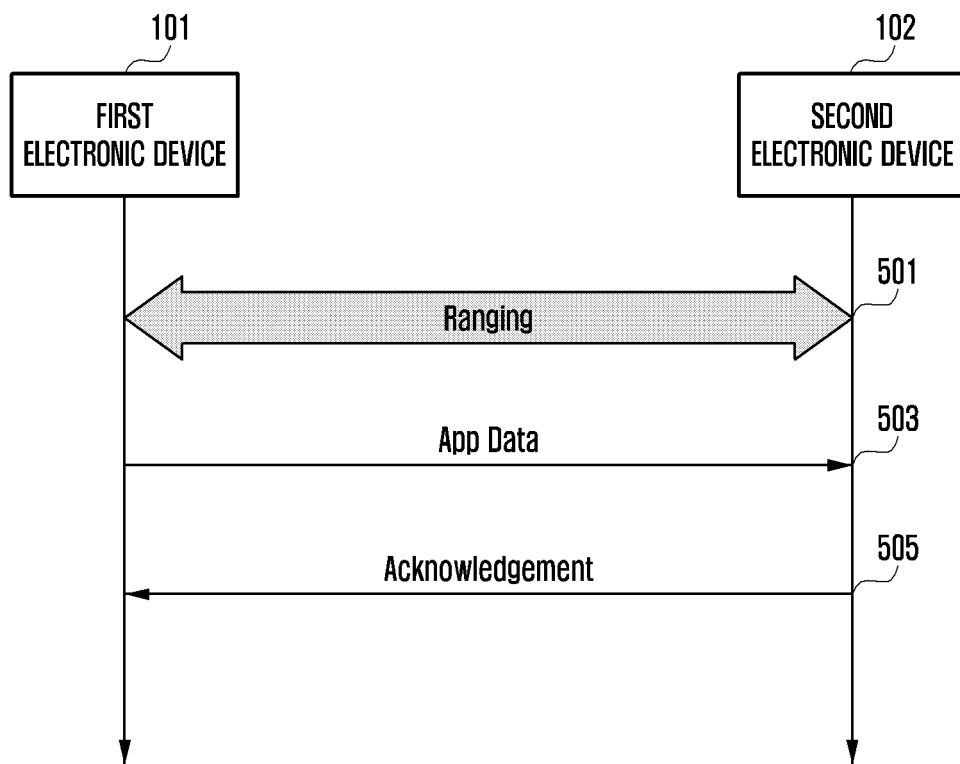 101
102
FIRST
ELECTRONIC DEVICE
SECOND
ELECTRONIC DEVICE
501
Ranging
503
App Data
505
Acknowledgement